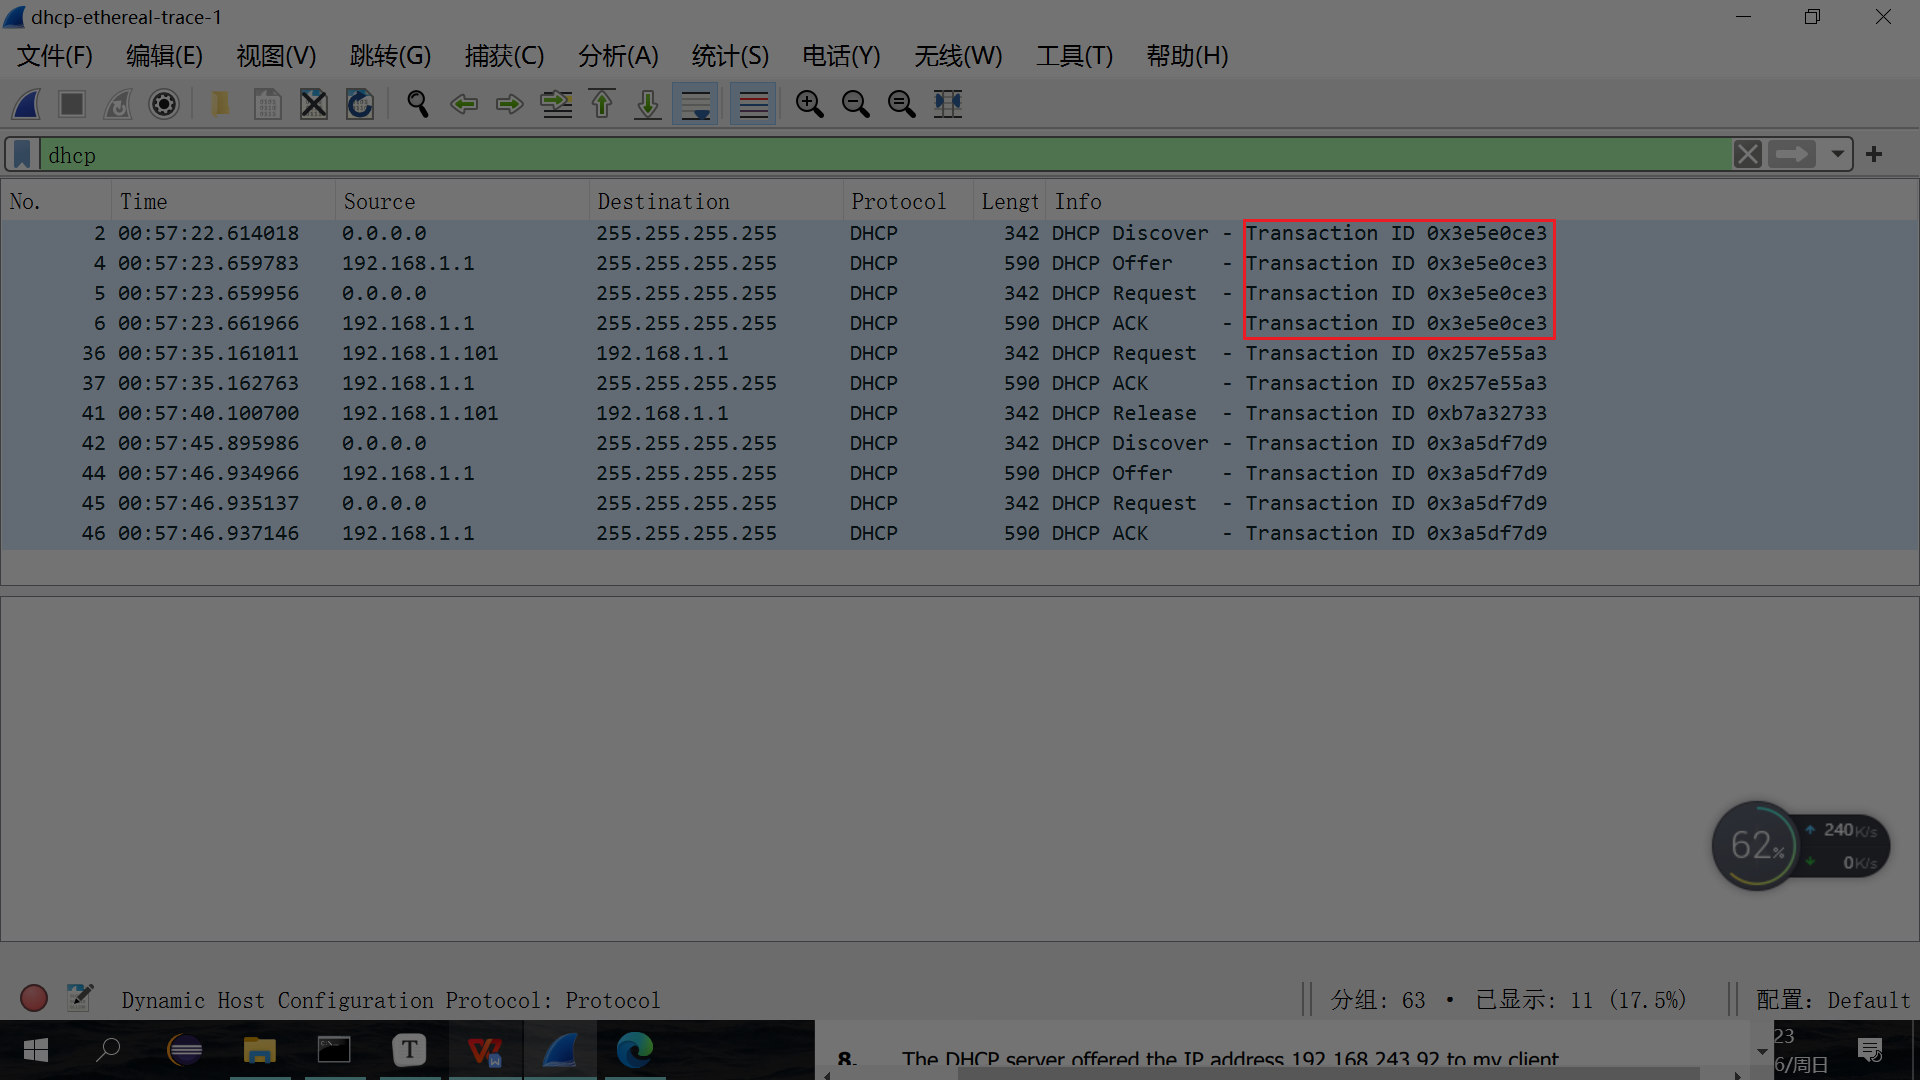 dhcp-ethereal-trace-1
文件(F) 编辑(E) 视图(V) 跳转(G) 捕获(C) 分析(A) 统计(S) 电话(Y) 无线(W) 工具(T) 帮助(H)
dhcp
No. Time Source Destination Protocol Lengt Info
2 00:57:22.614018 0.0.0.0 255.255.255.255 DHCP 342 DHCP Discover - Transaction ID 0x3e5e0ce3
4 00:57:23.659783 192.168.1.1 255.255.255.255 DHCP 590 DHCP Offer - Transaction ID 0x3e5e0ce3
5 00:57:23.659956 0.0.0.0 255.255.255.255 DHCP 342 DHCP Request - Transaction ID 0x3e5e0ce3
6 00:57:23.661966 192.168.1.1 255.255.255.255 DHCP 590 DHCP ACK - Transaction ID 0x3e5e0ce3
36 00:57:35.161011 192.168.1.101 192.168.1.1 DHCP 342 DHCP Request - Transaction ID 0x257e55a3
37 00:57:35.162763 192.168.1.1 255.255.255.255 DHCP 590 DHCP ACK - Transaction ID 0x257e55a3
41 00:57:40.100700 192.168.1.101 192.168.1.1 DHCP 342 DHCP Release - Transaction ID 0xb7a32733
42 00:57:45.895986 0.0.0.0 255.255.255.255 DHCP 342 DHCP Discover - Transaction ID 0x3a5df7d9
44 00:57:46.934966 192.168.1.1 255.255.255.255 DHCP 590 DHCP Offer - Transaction ID 0x3a5df7d9
45 00:57:46.935137 0.0.0.0 255.255.255.255 DHCP 342 DHCP Request - Transaction ID 0x3a5df7d9
46 00:57:46.937146 192.168.1.1 255.255.255.255 DHCP 590 DHCP ACK - Transaction ID 0x3a5df7d9
62% 240K/s
0K/s
Dynamic Host Configuration Protocol: Protocol 分组: 63 · 已显示: 11 (17.5%) 配置: Default
23
8. The DHCP server offered the IP address 192.168.243.92 to my client
6/周日